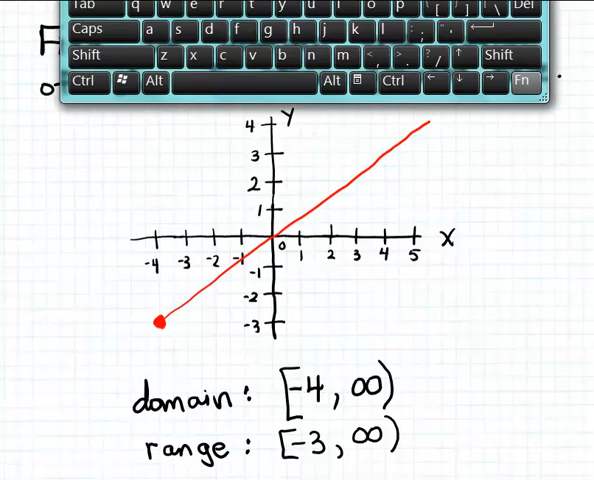 Tab q w e r t y u i o p { [ } ] | \ Del
Caps a s d f g h j k l : ; " '
Shift z x c v b n m < , > . ? / ↑ Shift
Ctrl Alt Alt Ctrl ← ↓ → Fn
F
o
Y
4
3
2
1
-4 -3 -2 -1 0 1 2 3 4 5 X
-1
-2
-3
domain : [-4, ∞)
range : [-3, ∞)